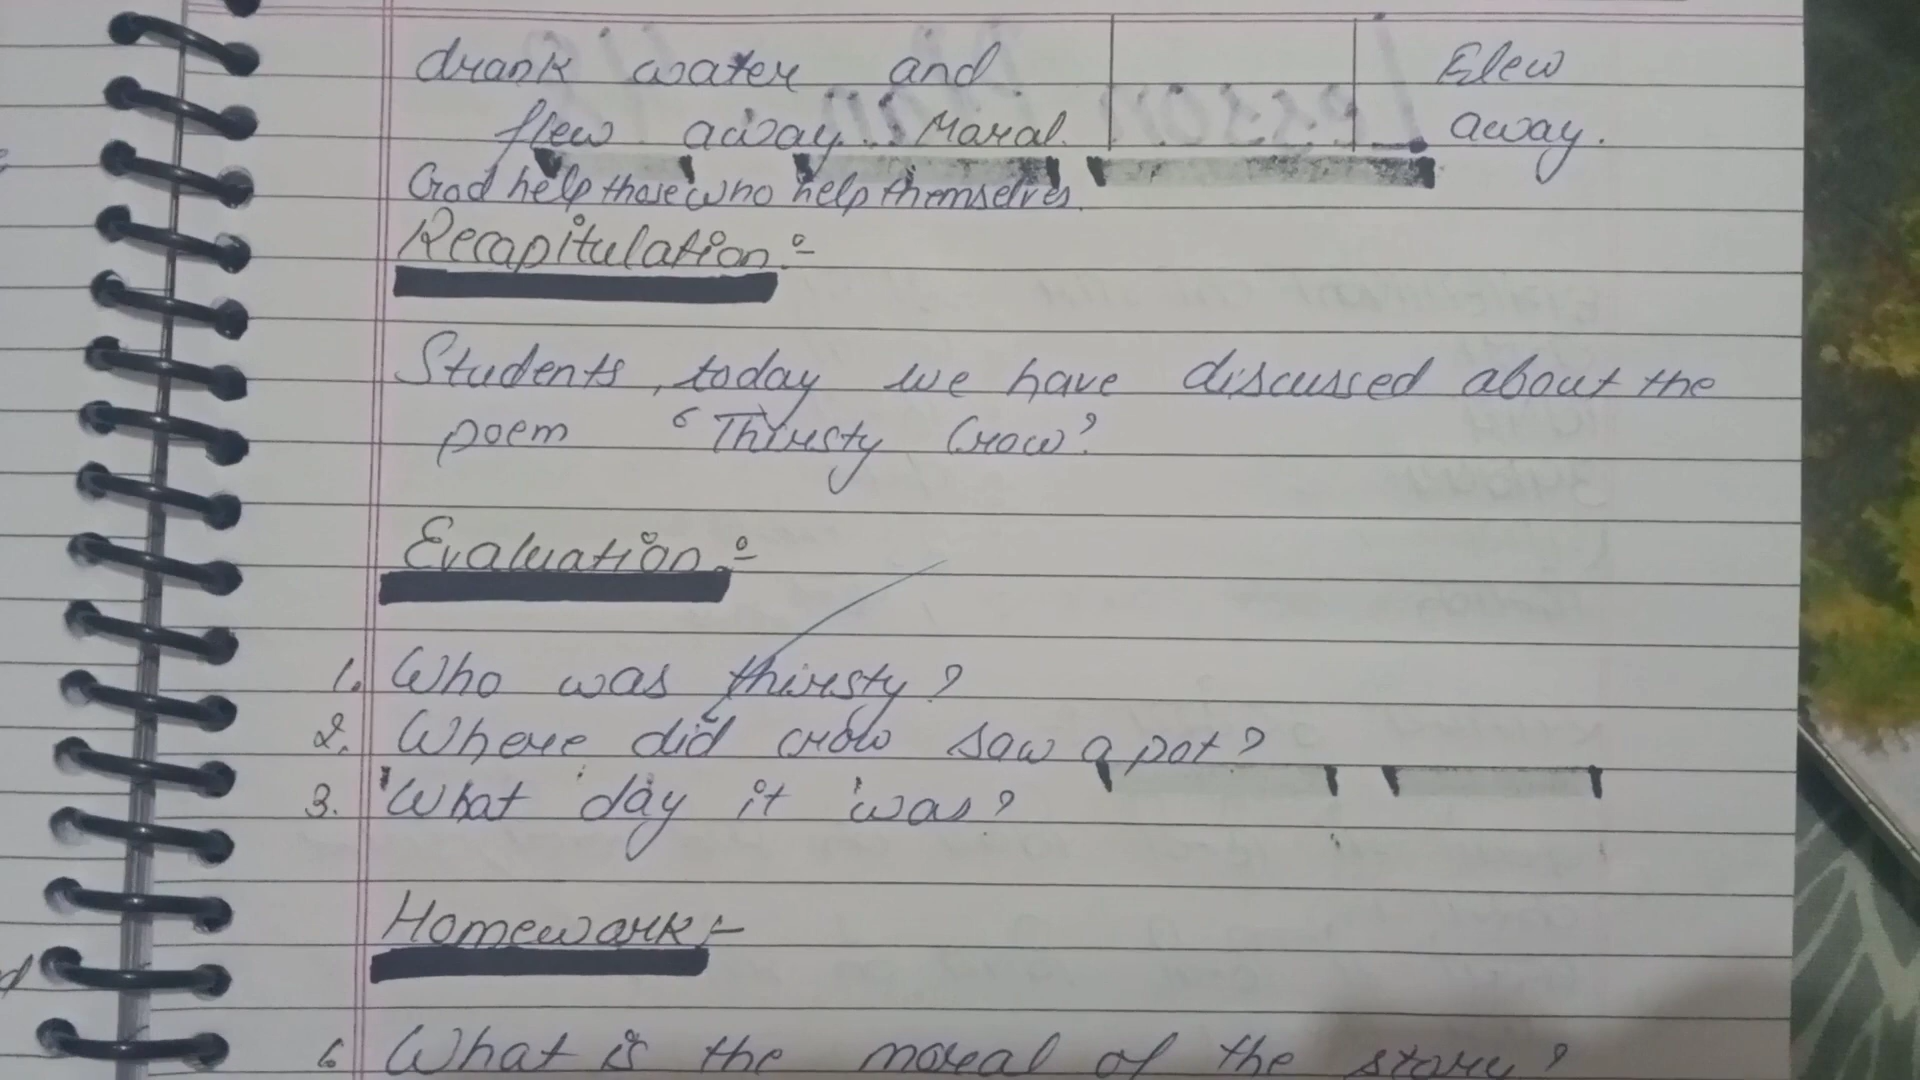 drank water and
flew away. Moral
God help those who help themselves.
Flew
away.
Recapitulation:-
Students, today we have discussed about the
poem 'Thirsty Crow'.
Evaluation:-
1. Who was thirsty?
2. Where did crow saw a pot?
3. What day it was?
Homework:-
6. What is the moral of the story?